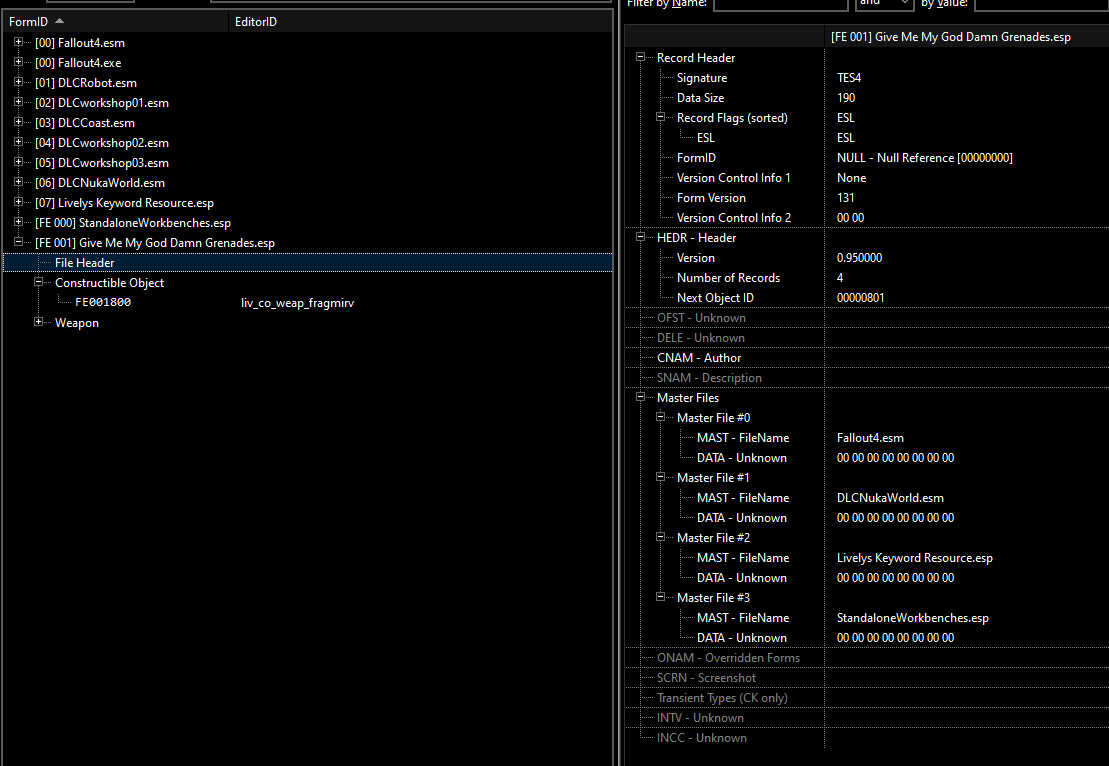 Filter by Name: and by Value:
FormID EditorID
[00] Fallout4.esm
[00] Fallout4.exe
[01] DLCRobot.esm
[02] DLCworkshop01.esm
[03] DLCCoast.esm
[04] DLCworkshop02.esm
[05] DLCworkshop03.esm
[06] DLCNukaWorld.esm
[07] Livelys Keyword Resource.esp
[FE 000] StandaloneWorkbenches.esp
[FE 001] Give Me My God Damn Grenades.esp
File Header
Constructible Object
FE001800 liv_co_weap_fragmirv
Weapon
[FE 001] Give Me My God Damn Grenades.esp
Record Header
Signature TES4
Data Size 190
Record Flags (sorted) ESL
ESL ESL
FormID NULL - Null Reference [00000000]
Version Control Info 1 None
Form Version 131
Version Control Info 2 00 00
HEDR - Header
Version 0.950000
Number of Records 4
Next Object ID 00000801
OFST - Unknown
DELE - Unknown
CNAM - Author
SNAM - Description
Master Files
Master File #0
MAST - FileName Fallout4.esm
DATA - Unknown 00 00 00 00 00 00 00 00
Master File #1
MAST - FileName DLCNukaWorld.esm
DATA - Unknown 00 00 00 00 00 00 00 00
Master File #2
MAST - FileName Livelys Keyword Resource.esp
DATA - Unknown 00 00 00 00 00 00 00 00
Master File #3
MAST - FileName StandaloneWorkbenches.esp
DATA - Unknown 00 00 00 00 00 00 00 00
ONAM - Overridden Forms
SCRN - Screenshot
Transient Types (CK only)
INTV - Unknown
INCC - Unknown